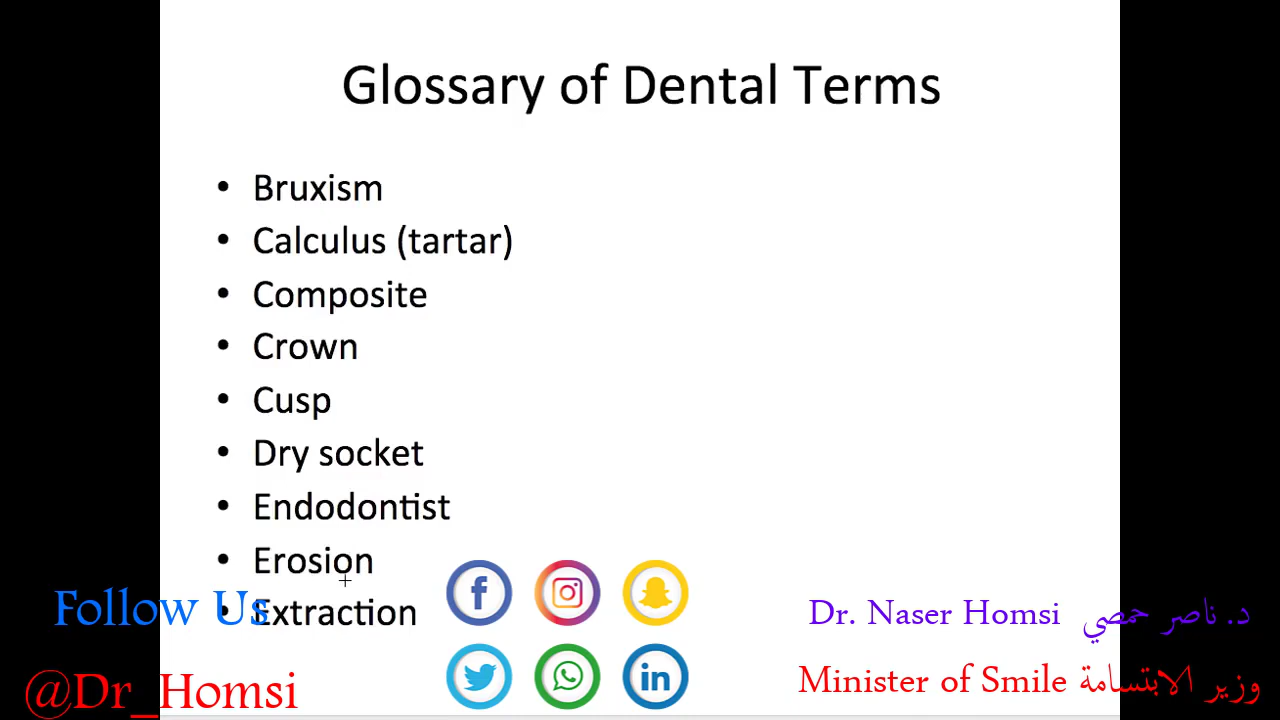 Glossary of Dental Terms
• Bruxism
• Calculus (tartar)
• Composite
• Crown
• Cusp
• Dry socket
• Endodontist
• Erosion
• Extraction
Follow Us
@Dr_Homsi
Dr. Naser Homsi د. ناصر حمصي
Minister of Smile وزير الابتسامة